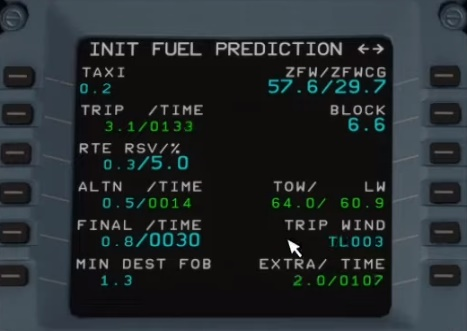 INIT FUEL PREDICTION ←→
TAXI ZFW/ZFWCG
0.2 57.6/29.7
TRIP /TIME BLOCK
3.1/0133 6.6
RTE RSV/%
0.3/5.0
ALTN /TIME TOW/ LW
0.5/0014 64.0/ 60.9
FINAL /TIME TRIP WIND
0.8/0030 TL003
MIN DEST FOB EXTRA/ TIME
1.3 2.0/0107